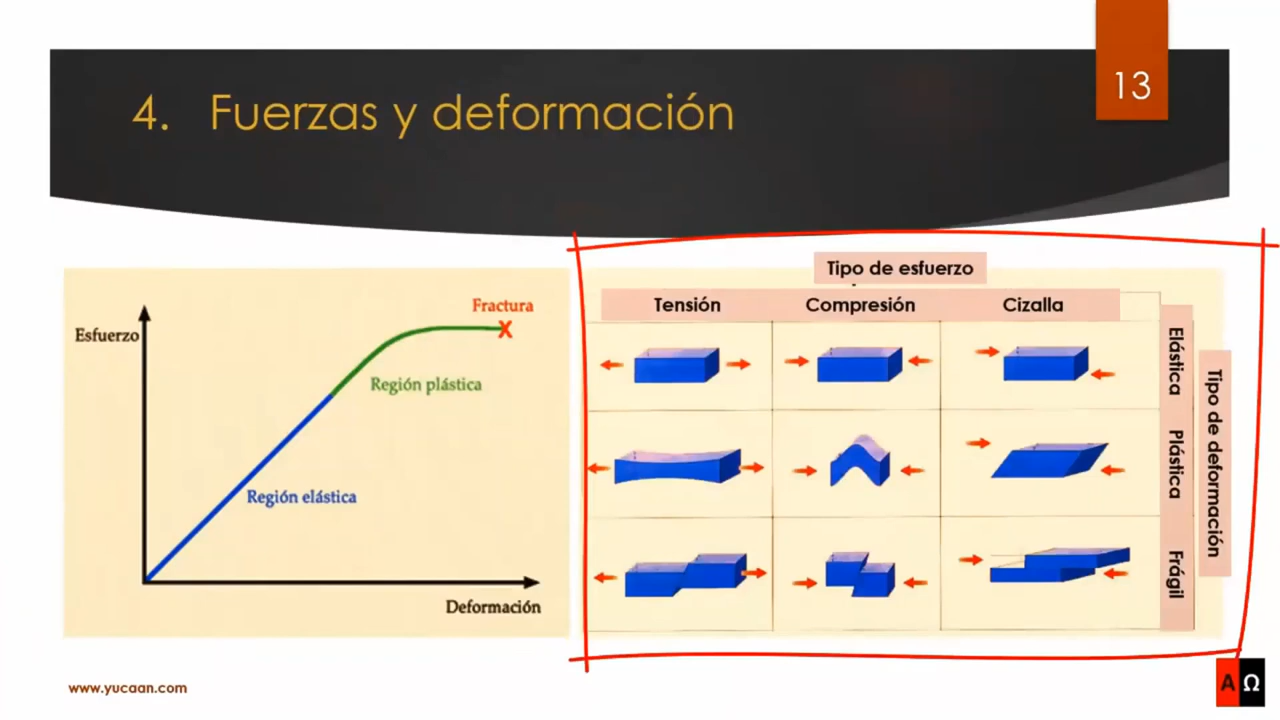 13
4. Fuerzas y deformación
Esfuerzo
Fractura
X
Región plástica
Región elástica
Deformación
Tipo de esfuerzo
Tensión
Compresión
Cizalla
Elástica
Plástica
Frágil
Tipo de deformación
www.yucaan.com
AΩ